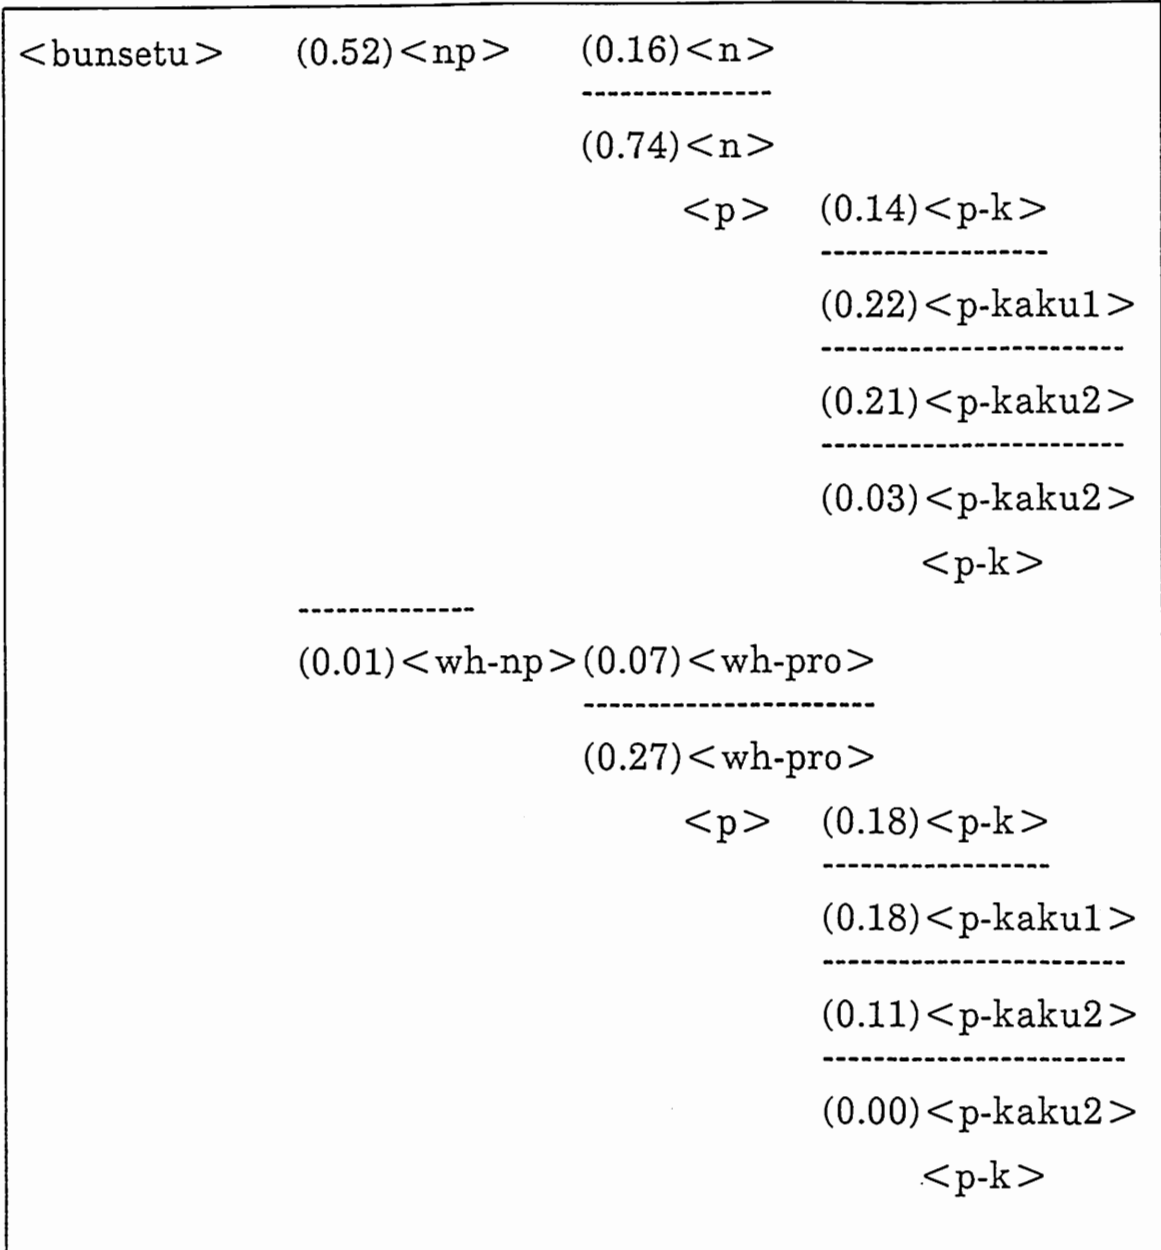 <bunsetu> (0.52)<np> (0.16)<n>
---------------
(0.74)<n>
<p> (0.14)<p-k>
------------------
(0.22)<p-kaku1>
------------------------
(0.21)<p-kaku2>
------------------------
(0.03)<p-kaku2>
<p-k>
--------------
(0.01)<wh-np>(0.07)<wh-pro>
-----------------------
(0.27)<wh-pro>
<p> (0.18)<p-k>
------------------
(0.18)<p-kaku1>
------------------------
(0.11)<p-kaku2>
------------------------
(0.00)<p-kaku2>
<p-k>